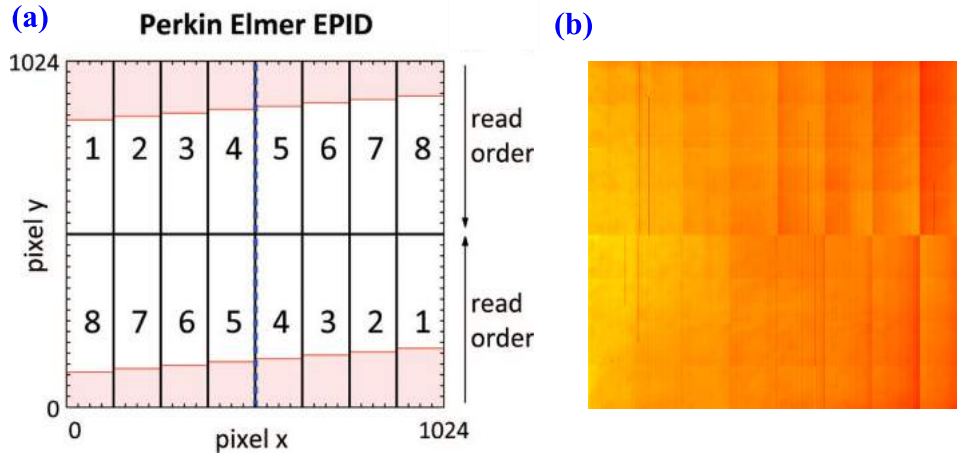 (a)
Perkin Elmer EPID
(b)
1024
read
order
1 2 3 4 5 6 7 8
pixel y
8 7 6 5 4 3 2 1
read
order
0
0
pixel x
1024